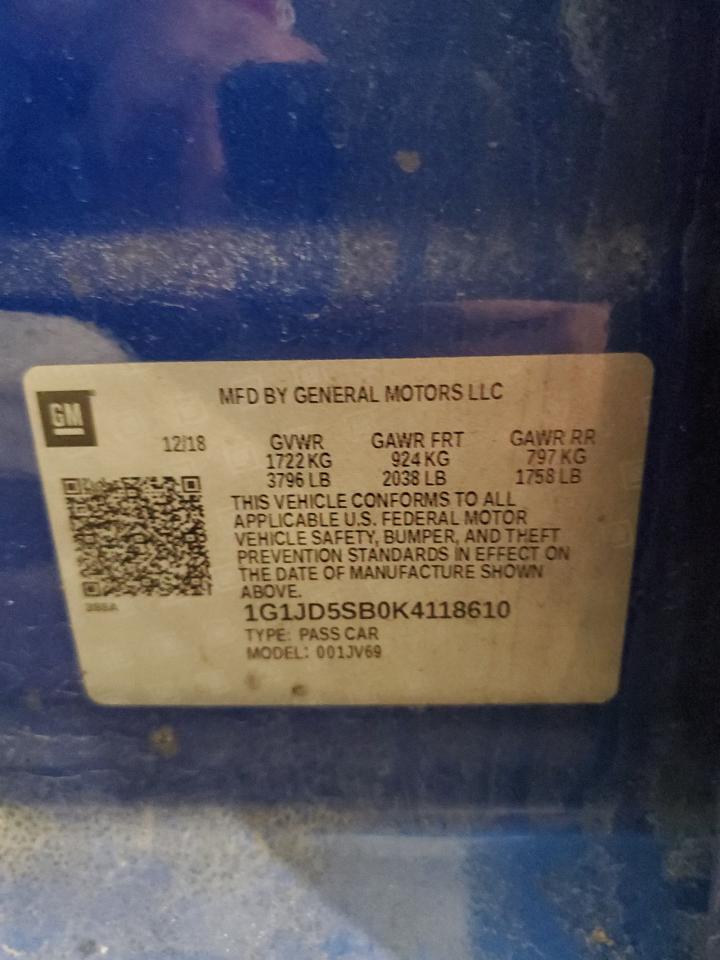 GM
MFD BY GENERAL MOTORS LLC
12/18 GVWR GAWR FRT GAWR RR
1722 KG 924 KG 797 KG
3796 LB 2038 LB 1758 LB
THIS VEHICLE CONFORMS TO ALL
APPLICABLE U.S. FEDERAL MOTOR
VEHICLE SAFETY, BUMPER, AND THEFT
PREVENTION STANDARDS IN EFFECT ON
THE DATE OF MANUFACTURE SHOWN
ABOVE.
1G1JD5SB0K4118610
TYPE: PASS CAR
MODEL: 001JV69